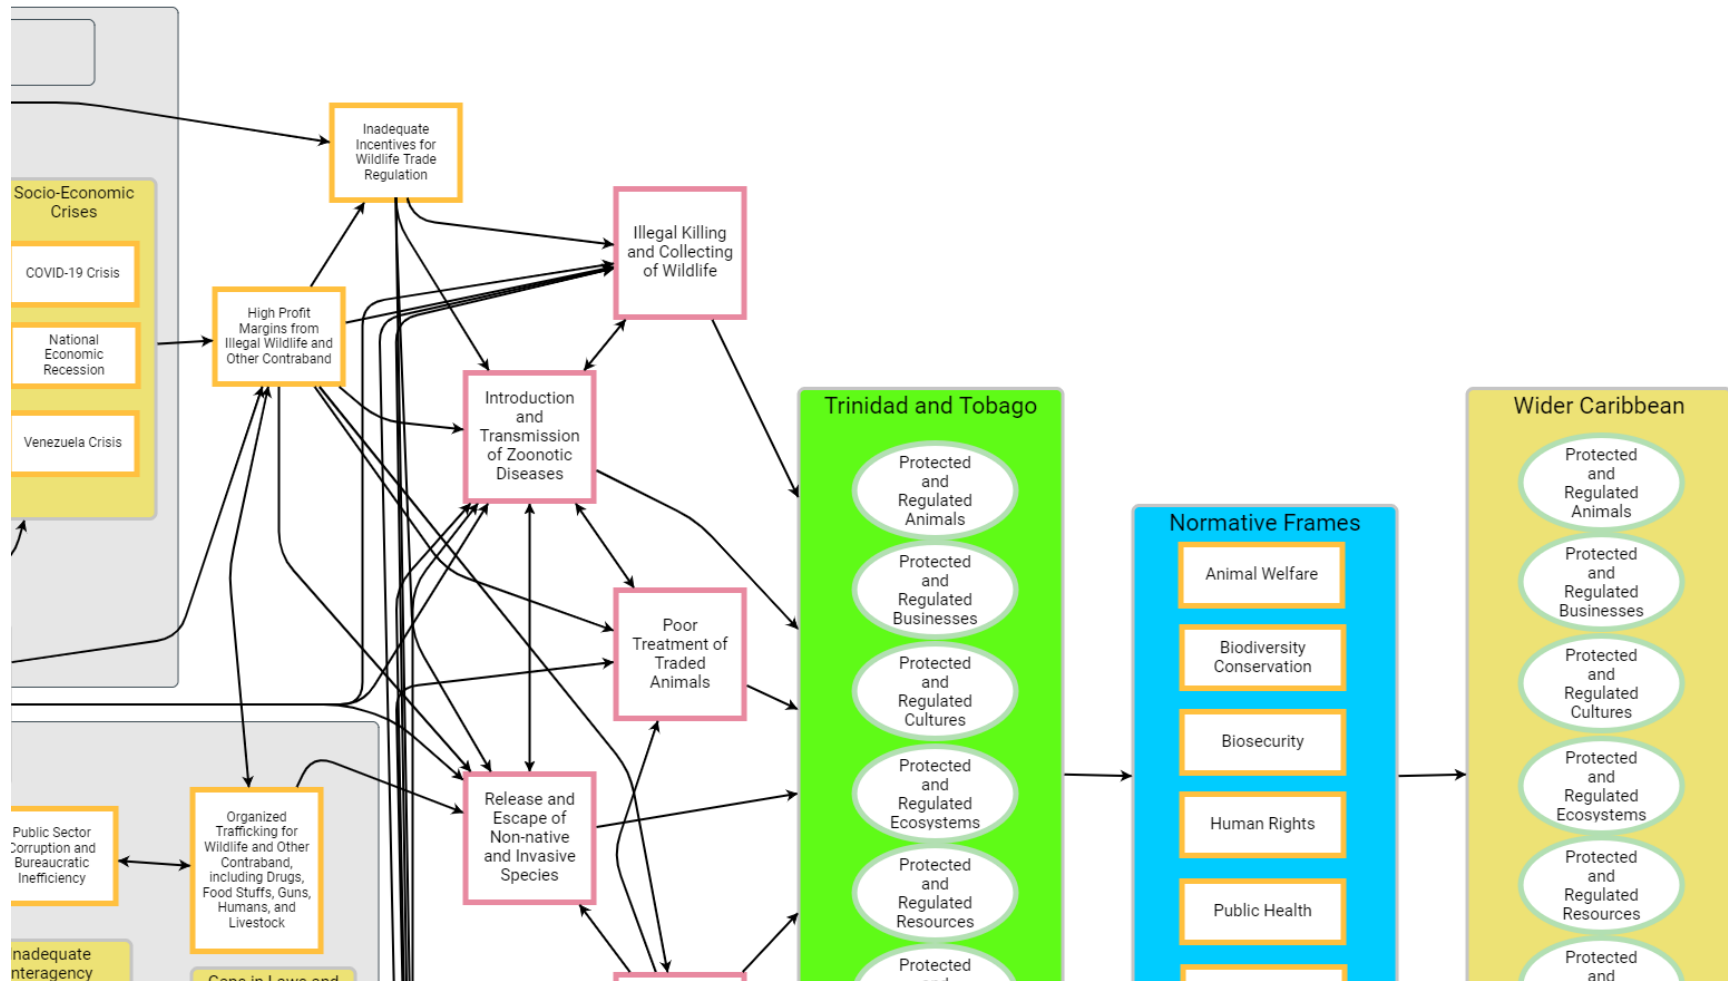 Inadequate
Incentives for
Wildlife Trade
Regulation
Socio-Economic
Crises
COVID-19 Crisis
National
Economic
Recession
Venezuela Crisis
High Profit
Margins from
Illegal Wildlife and
Other Contraband
Illegal Killing
and Collecting
of Wildlife
Introduction
and
Transmission
of Zoonotic
Diseases
Poor
Treatment of
Traded
Animals
Release and
Escape of
Non-native
and Invasive
Species
Public Sector
Corruption and
Bureaucratic
Inefficiency
Organized
Trafficking for
Wildlife and Other
Contraband,
including Drugs,
Food Stuffs, Guns,
Humans, and
Livestock
nadequate
nteragency
Gaps in Laws and
Trinidad and Tobago
Protected
and
Regulated
Animals
Protected
and
Regulated
Businesses
Protected
and
Regulated
Cultures
Protected
and
Regulated
Ecosystems
Protected
and
Regulated
Resources
Protected
and
Normative Frames
Animal Welfare
Biodiversity
Conservation
Biosecurity
Human Rights
Public Health
Wider Caribbean
Protected
and
Regulated
Animals
Protected
and
Regulated
Businesses
Protected
and
Regulated
Cultures
Protected
and
Regulated
Ecosystems
Protected
and
Regulated
Resources
Protected
and